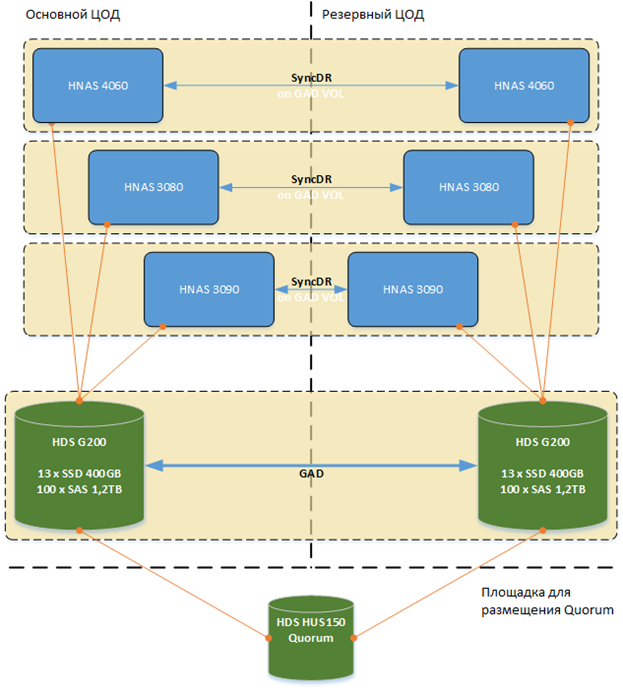 Основной ЦОД
Резервный ЦОД
HNAS 4060
SyncDR
on GAD VOL
HNAS 4060
HNAS 3080
SyncDR
on GAD VOL
HNAS 3080
HNAS 3090
SyncDR
on GAD VOL
HNAS 3090
HDS G200
13 x SSD 400GB
100 x SAS 1,2TB
GAD
HDS G200
13 x SSD 400GB
100 x SAS 1,2TB
Площадка для
размещения Quorum
HDS HUS150
Quorum